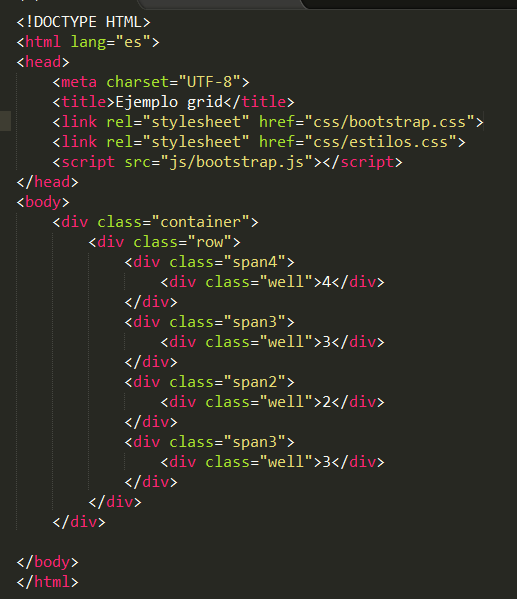 <!DOCTYPE HTML>
<html lang="es">
<head>
    <meta charset="UTF-8">
    <title>Ejemplo grid</title>
    <link rel="stylesheet" href="css/bootstrap.css">
    <link rel="stylesheet" href="css/estilos.css">
    <script src="js/bootstrap.js"></script>
</head>
<body>
    <div class="container">
        <div class="row">
            <div class="span4">
                <div class="well">4</div>
            </div>
            <div class="span3">
                <div class="well">3</div>
            </div>
            <div class="span2">
                <div class="well">2</div>
            </div>
            <div class="span3">
                <div class="well">3</div>
            </div>
        </div>
    </div>

</body>
</html>